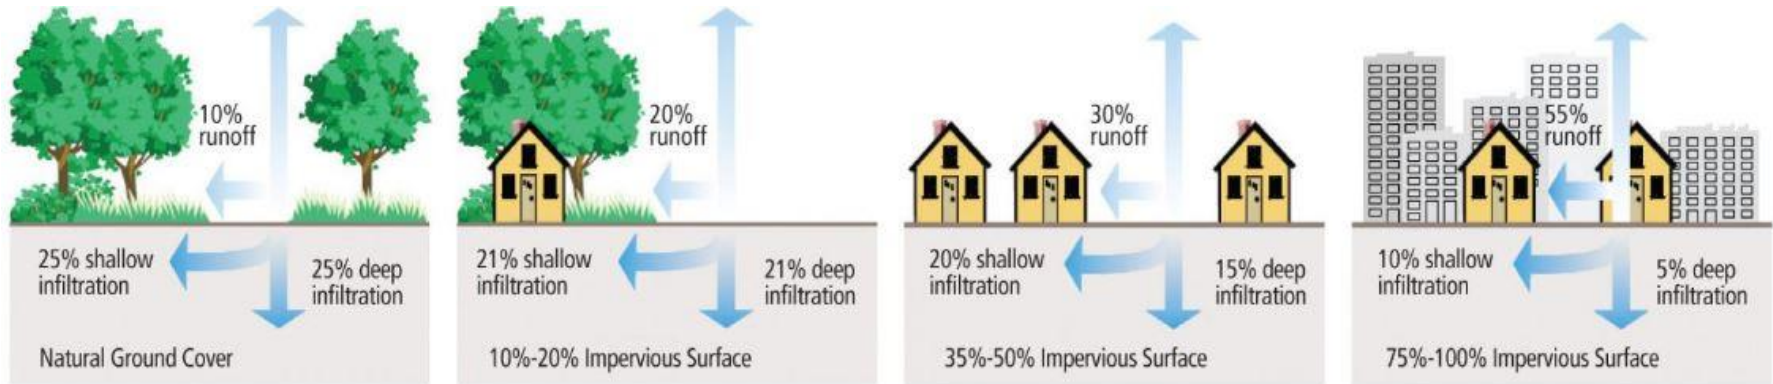 10%
runoff
25% shallow
infiltration
25% deep
infiltration
Natural Ground Cover
20%
runoff
21% shallow
infiltration
21% deep
infiltration
10%-20% Impervious Surface
30%
runoff
20% shallow
infiltration
15% deep
infiltration
35%-50% Impervious Surface
55%
runoff
10% shallow
infiltration
5% deep
infiltration
75%-100% Impervious Surface